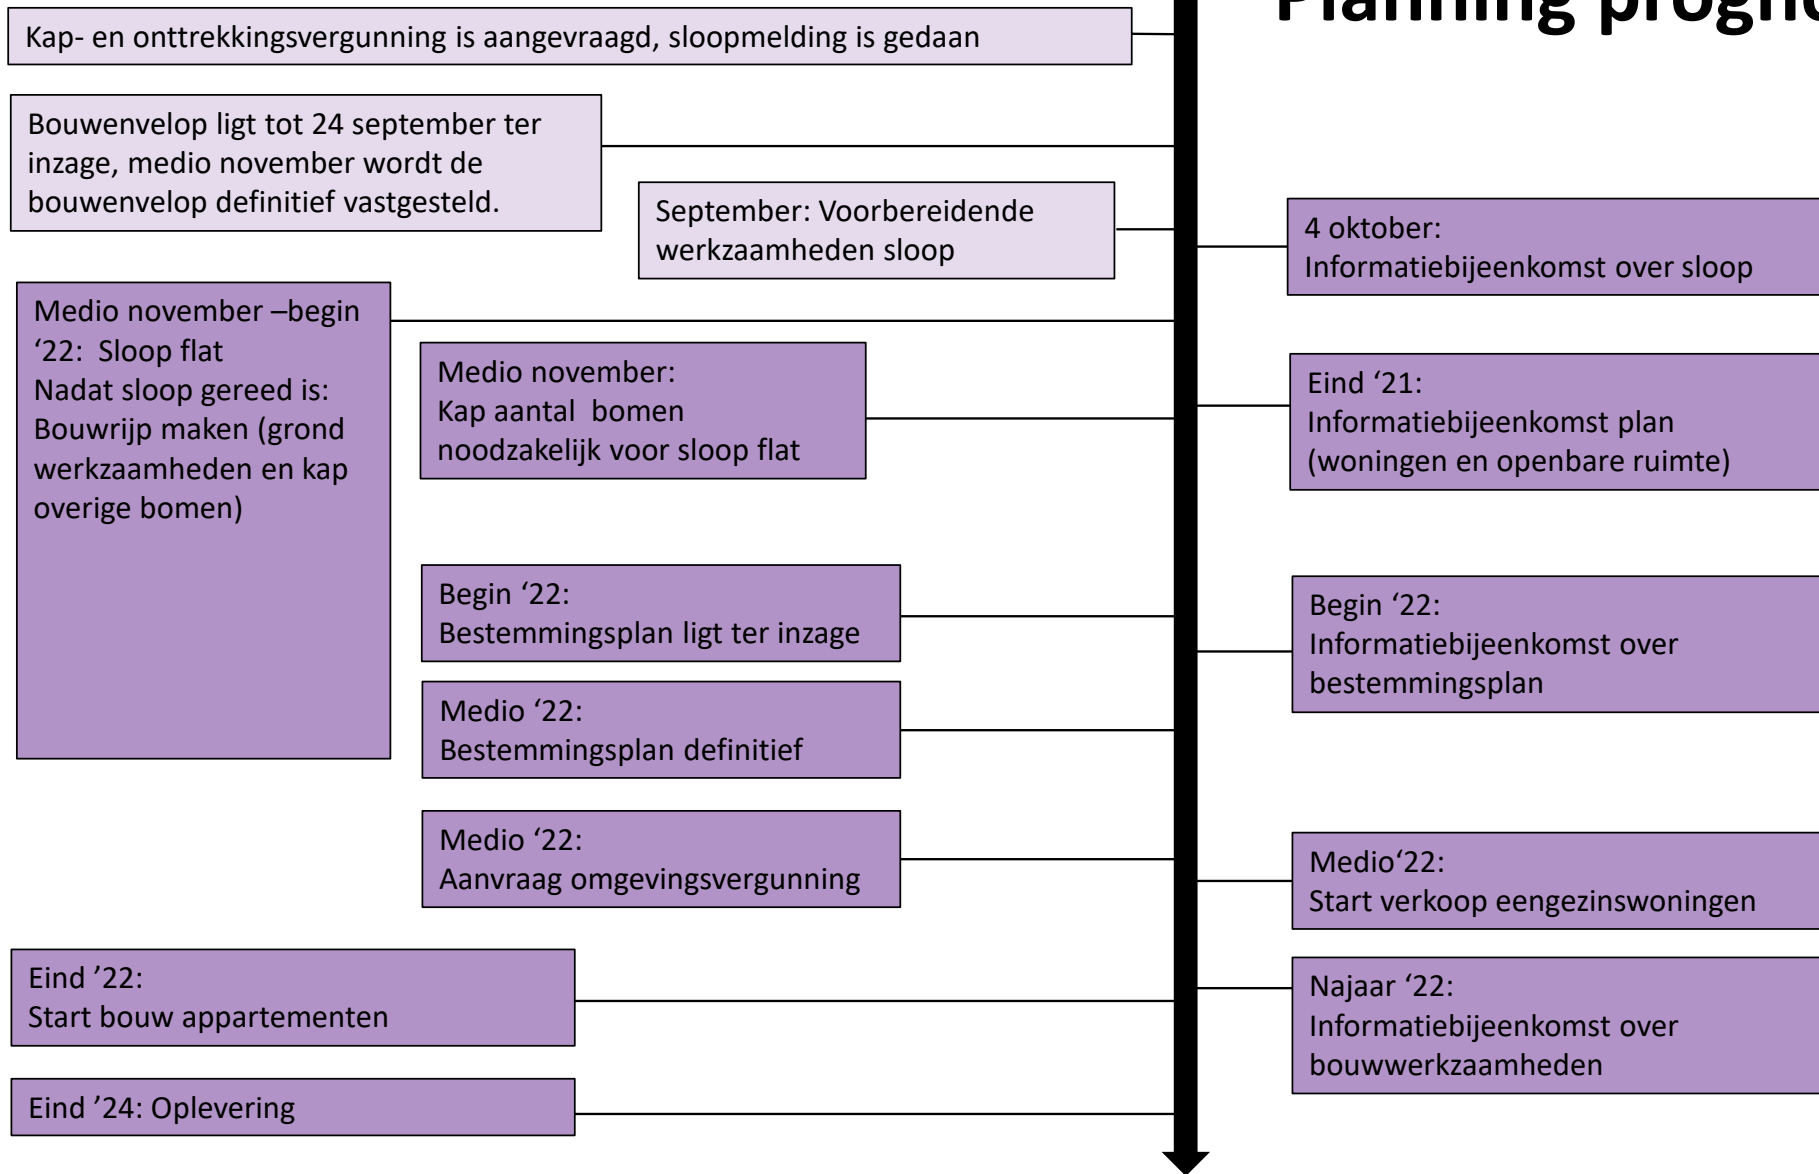 Planning progno
Kap- en onttrekkingsvergunning is aangevraagd, sloopmelding is gedaan
Bouwenvelop ligt tot 24 september ter
inzage, medio november wordt de
bouwenvelop definitief vastgesteld.
September: Voorbereidende
werkzaamheden sloop
4 oktober:
Informatiebijeenkomst over sloop
Medio november –begin
‘22:  Sloop flat
Nadat sloop gereed is:
Bouwrijp maken (grond
werkzaamheden en kap
overige bomen)
Medio november:
Kap aantal  bomen
noodzakelijk voor sloop flat
Eind ‘21:
Informatiebijeenkomst plan
(woningen en openbare ruimte)
Begin ‘22:
Bestemmingsplan ligt ter inzage
Begin ‘22:
Informatiebijeenkomst over
bestemmingsplan
Medio ‘22:
Bestemmingsplan definitief
Medio ‘22:
Aanvraag omgevingsvergunning
Medio‘22:
Start verkoop eengezinswoningen
Eind ’22:
Start bouw appartementen
Najaar ‘22:
Informatiebijeenkomst over
bouwwerkzaamheden
Eind ‘24: Oplevering